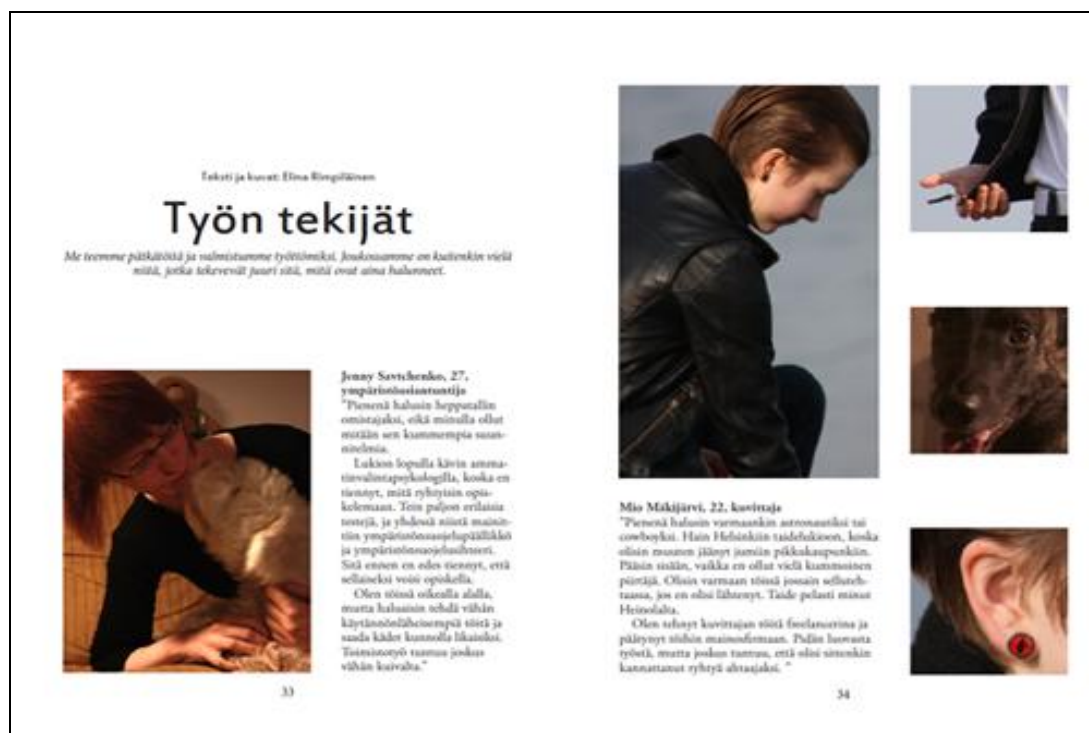 Teksti ja kuvat: Elina Rimpiläinen
Työn tekijät
Me teemme pätkätöitä ja valmistumme työttömiksi. Joukossamme on kuitenkin vielä
niitä, jotka tekevevät juuri sitä, mitä ovat aina halunneet.
Jenny Savtchenko, 27,
ympäristöasiantuntija
"Pienenä halusin heppatallin
omistajaksi, eikä minulla ollut
mitään sen kummempia suun-
nitelmia.
Lukion lopulla kävin amma-
tinvalintapsykologilla, koska en
tiennyt, mitä ryhtyisin opis-
kelemaan. Tein paljon erilaisia
testejä, ja yhdessä niistä mainit-
tiin ympäristönsuojelupäällikkö
ja ympäristönsuojeluihteeri.
Sitä ennen en edes tiennyt, että
sellaiseksi voisi opiskella.
Olen töissä oikealla alalla,
mutta haluaisin tehdä vähän
käytännönläheisempiä töitä ja
saada kädet kunnolla likaisiksi.
Toimistotyö tuntuu joskus
vähän kuivalta."
33
Mio Mäkijärvi, 22, kuvittaja
"Pienenä halusin varmaankin astronautiksi tai
cowboyksi. Hain Helsinkiin taidelukioon, koska
olisin muuten jäänyt jumiin pikkukaupunkiin.
Pääsin sisään, vaikka en ollut vielä kummoinen
piirtäjä. Olisin varmaan töissä jossain selluteh-
taassa, jos en olisi lähtenyt. Taide pelasti minut
Heinolalta.
Olen tehnyt kuvittajan töitä freelancerina ja
päätynyt töihin mainosfirmaan. Pidän luovasta
työstä, mutta joskus tuntuu, että olisi sittenkin
kannattanut ryhtyä ahtaajaksi. "
34